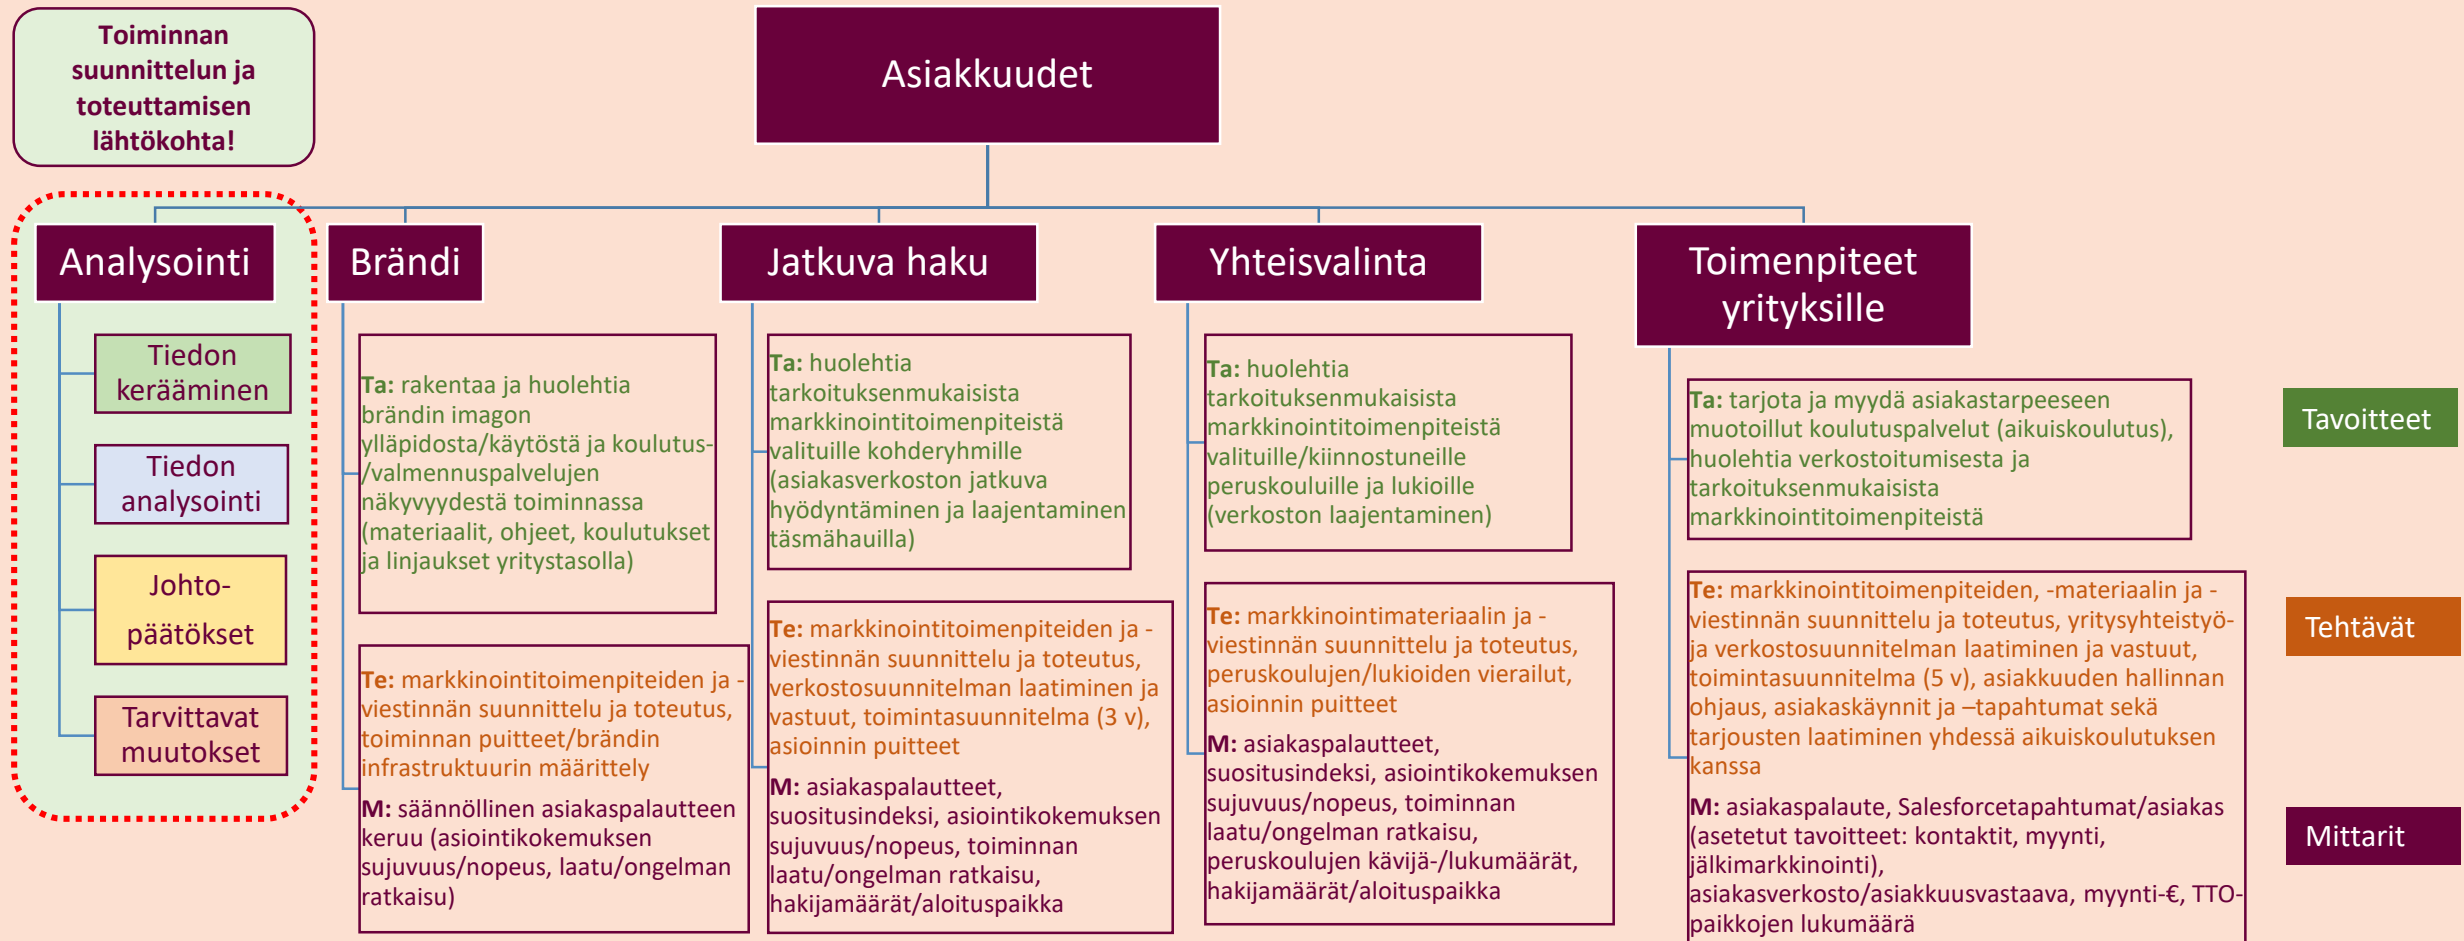 Toiminnan
suunnittelun ja
toteuttamisen
lähtökohta!
Asiakkuudet
Analysointi
Tiedon
kerääminen
Tiedon
analysointi
Johto-
päätökset
Tarvittavat
muutokset
Brändi
Ta: rakentaa ja huolehtia
brändin imagon
ylläpidosta/käytöstä ja koulutus-
/valmennuspalvelujen
näkyvyydestä toiminnassa
(materiaalit, ohjeet, koulutukset
ja linjaukset yritystasolla)
Te: markkinointitoimenpiteiden ja -
viestinnän suunnittelu ja toteutus,
toiminnan puitteet/brändin
infrastruktuurin määrittely
M: säännöllinen asiakaspalautteen
keruu (asiointikokemuksen
sujuvuus/nopeus, laatu/ongelman
ratkaisu)
Jatkuva haku
Ta: huolehtia
tarkoituksenmukaisista
markkinointitoimenpiteistä
valituille kohderyhmille
(asiakasverkoston jatkuva
hyödyntäminen ja laajentaminen
täsmähauilla)
Te: markkinointitoimenpiteiden ja -
viestinnän suunnittelu ja toteutus,
verkostosuunnitelman laatiminen ja
vastuut, toimintasuunnitelma (3 v),
asioinnin puitteet
M: asiakaspalautteet,
suositusindeksi, asiointikokemuksen
sujuvuus/nopeus, toiminnan
laatu/ongelman ratkaisu,
hakijamäärät/aloituspaikka
Yhteisvalinta
Ta: huolehtia
tarkoituksenmukaisista
markkinointitoimenpiteistä
valituille/kiinnostuneille
peruskouluille ja lukioille
(verkoston laajentaminen)
Te: markkinointimateriaalin ja -
viestinnän suunnittelu ja toteutus,
peruskoulujen/lukioiden vierailut,
asioinnin puitteet
M: asiakaspalautteet,
suositusindeksi, asiointikokemuksen
sujuvuus/nopeus, toiminnan
laatu/ongelman ratkaisu,
peruskoulujen kävijä-/lukumäärät,
hakijamäärät/aloituspaikka
Toimenpiteet
yrityksille
Ta: tarjota ja myydä asiakastarpeeseen
muotoillut koulutuspalvelut (aikuiskoulutus),
huolehtia verkostoitumisesta ja
tarkoituksenmukaisista
markkinointitoimenpiteistä
Te: markkinointitoimenpiteiden, -materiaalin ja -
viestinnän suunnittelu ja toteutus, yritysyhteistyö-
ja verkostosuunnitelman laatiminen ja vastuut,
toimintasuunnitelma (5 v), asiakkuuden hallinnan
ohjaus, asiakaskäynnit ja –tapahtumat sekä
tarjousten laatiminen yhdessä aikuiskoulutuksen
kanssa
M: asiakaspalaute, Salesforcetapahtumat/asiakas
(asetetut tavoitteet: kontaktit, myynti,
jälkimarkkinointi),
asiakasverkosto/asiakkuusvastaava, myynti-€, TTO-
paikkojen lukumäärä
Tavoitteet
Tehtävät
Mittarit